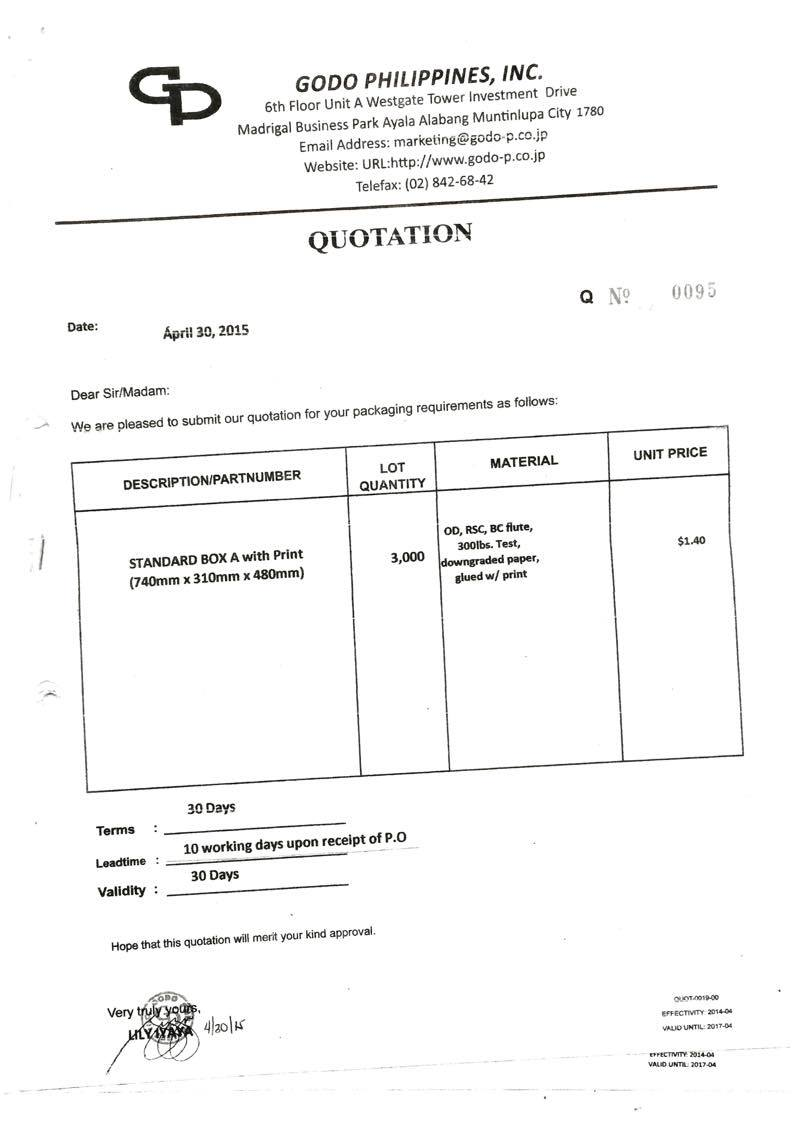 GP
GODO PHILIPPINES, INC.
6th Floor Unit A Westgate Tower Investment Drive
Madrigal Business Park Ayala Alabang Muntinlupa City 1780
Email Address: marketing@godo-p.co.jp
Website: URL:http://www.godo-p.co.jp
Telefax: (02) 842-68-42
QUOTATION
Q Nº 0095
Date: April 30, 2015
Dear Sir/Madam:
We are pleased to submit our quotation for your packaging requirements as follows:
DESCRIPTION/PARTNUMBER
LOT
QUANTITY
MATERIAL
UNIT PRICE
STANDARD BOX A with Print
(740mm x 310mm x 480mm)
3,000
OD, RSC, BC flute,
300lbs. Test,
downgraded paper,
glued w/ print
$1.40
Terms : 30 Days
Leadtime : 10 working days upon receipt of P.O
Validity : 30 Days
Hope that this quotation will merit your kind approval.
GODO
Very truly yours,
LILY IYAYA 4/30/15
QUOT-0019-00
EFFECTIVITY: 2014-04
VALID UNTIL: 2017-04
EFFECTIVITY: 2014-04
VALID UNTIL: 2017-04